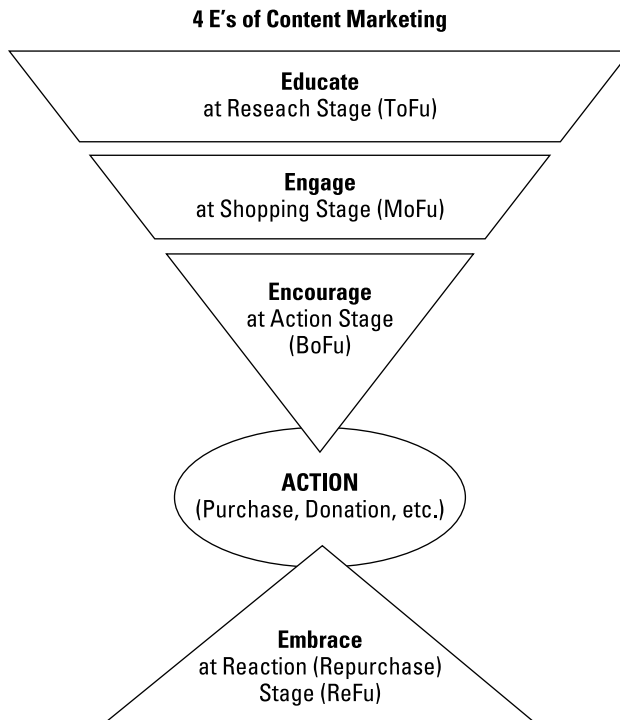 4 E's of Content Marketing
Educate
at Reseach Stage (ToFu)
Engage
at Shopping Stage (MoFu)
Encourage
at Action Stage
(BoFu)
ACTION
(Purchase, Donation, etc.)
Embrace
at Reaction (Repurchase)
Stage (ReFu)